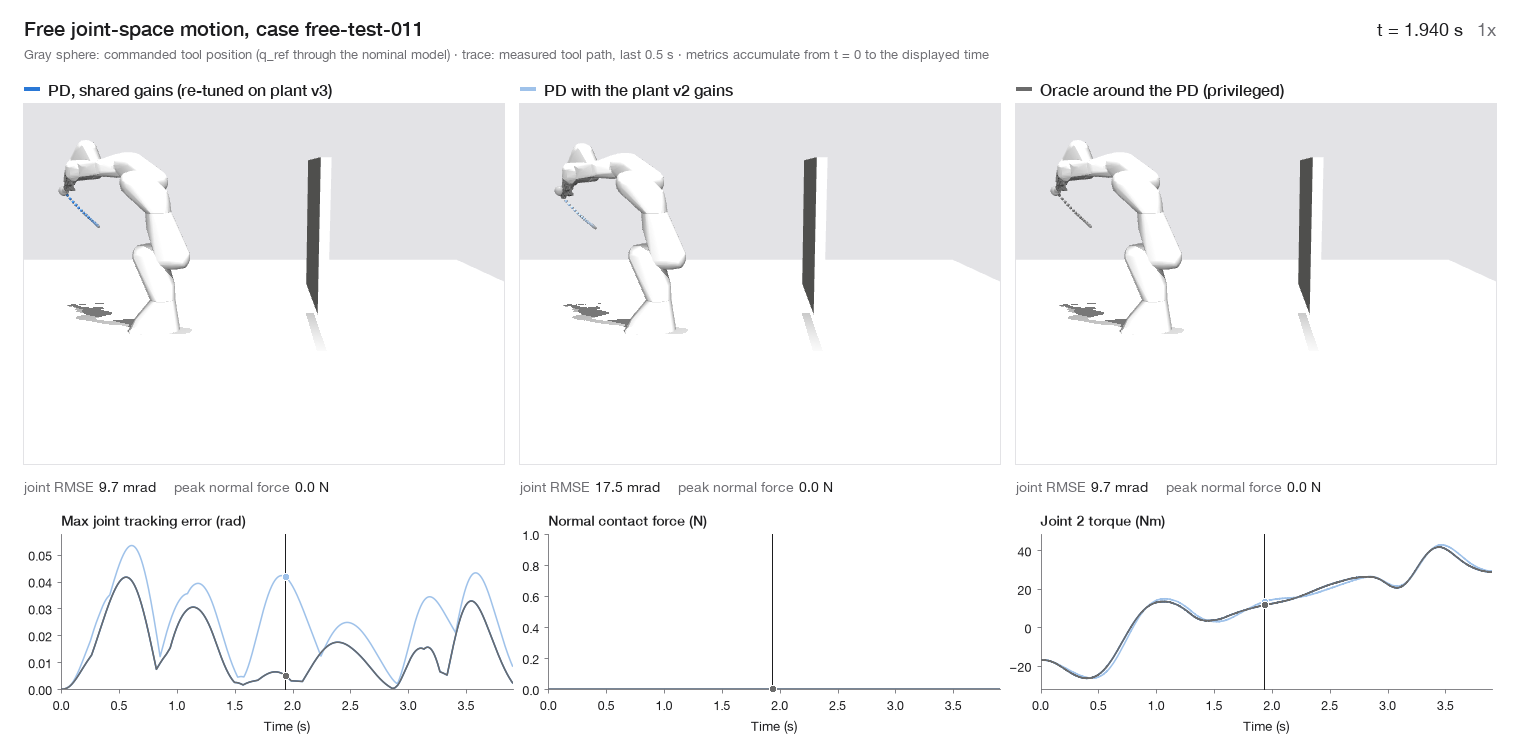 Free joint-space motion, case free-test-011
t = 1.940 s 1x
Gray sphere: commanded tool position (q_ref through the nominal model) · trace: measured tool path, last 0.5 s · metrics accumulate from t = 0 to the displayed time
PD, shared gains (re-tuned on plant v3)
PD with the plant v2 gains
Oracle around the PD (privileged)
joint RMSE 9.7 mrad peak normal force 0.0 N
joint RMSE 17.5 mrad peak normal force 0.0 N
joint RMSE 9.7 mrad peak normal force 0.0 N
Max joint tracking error (rad)
0.05
0.04
0.03
0.02
0.01
0.00
0.0 0.5 1.0 1.5 2.0 2.5 3.0 3.5
Time (s)
Normal contact force (N)
1.0
0.8
0.6
0.4
0.2
0.0
0.0 0.5 1.0 1.5 2.0 2.5 3.0 3.5
Time (s)
Joint 2 torque (Nm)
40
20
0
−20
0.0 0.5 1.0 1.5 2.0 2.5 3.0 3.5
Time (s)